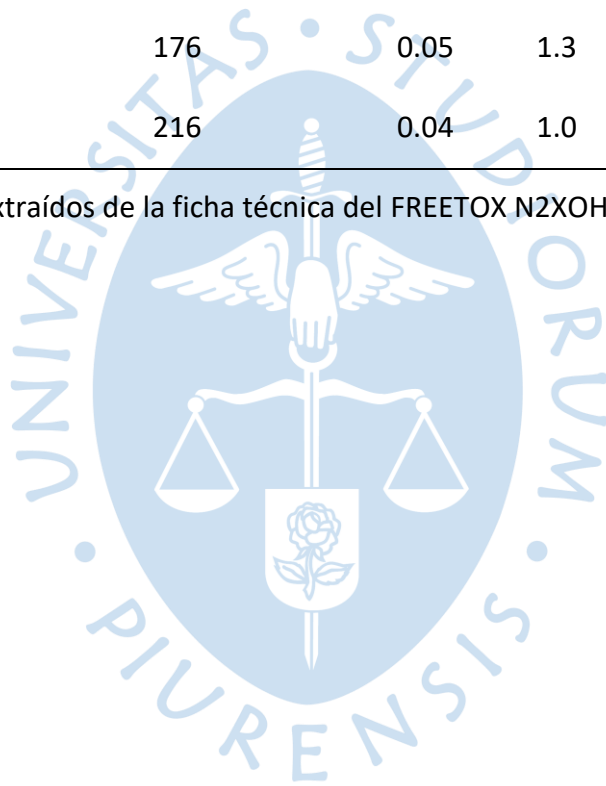 176 0.05 1.3
216 0.04 1.0
xtraídos de la ficha técnica del FREETOX N2XOH
UNIVERSITAS • STUDIORUM • PIURENSIS